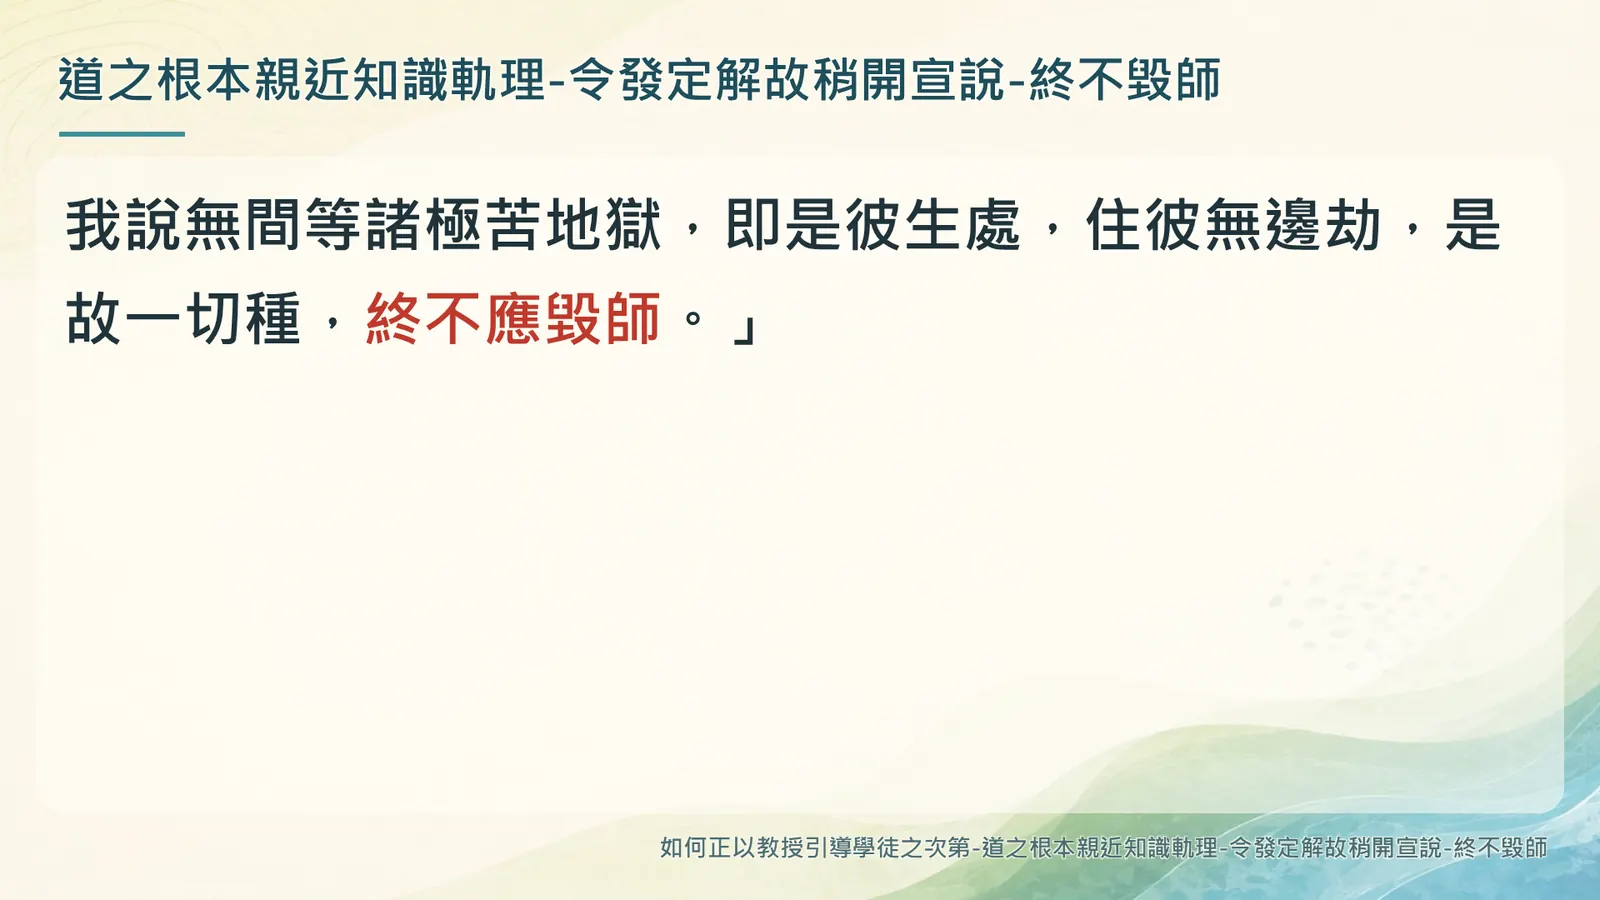 道之根本親近知識軌理-令發定解故稍開宣說-終不毀師
我說無間等諸極苦地獄，即是彼生處，住彼無邊劫，是
故一切種，終不應毀師。」
如何正以教授引導學徒之次第-道之根本親近知識軌理-令發定解故稍開宣說-終不毀師